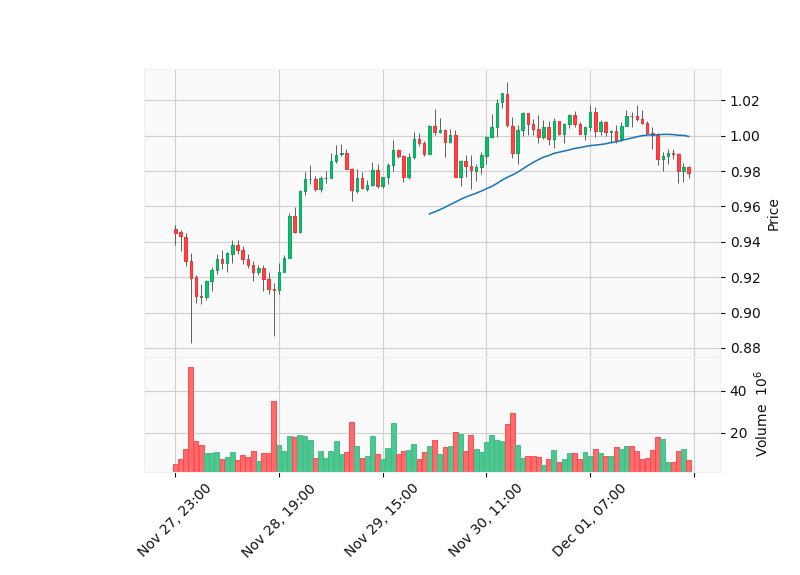 1.02
1.00
0.98
0.96
0.94
0.92
0.90
0.88
Price
40
20
Volume 10^6
Nov 27, 23:00
Nov 28, 19:00
Nov 29, 15:00
Nov 30, 11:00
Dec 01, 07:00